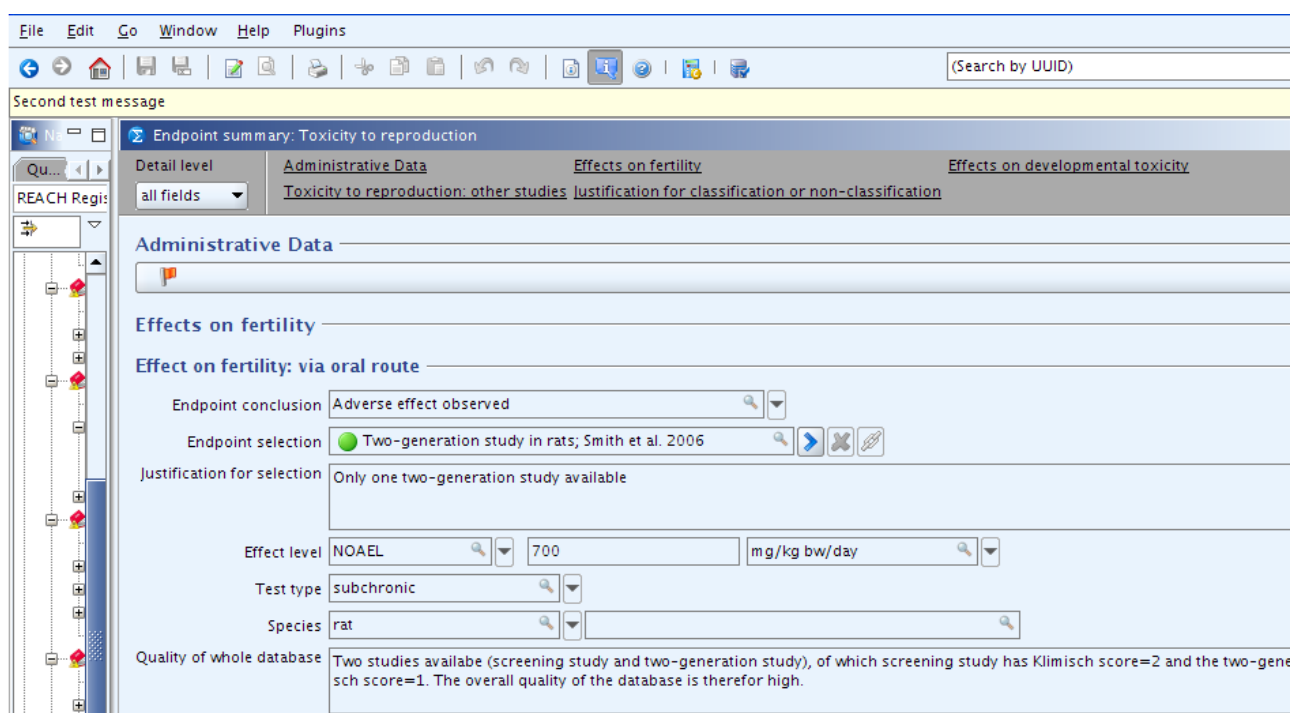 File Edit Go Window Help Plugins
(Search by UUID)
Second test message
Endpoint summary: Toxicity to reproduction
Qu...
Detail level
Administrative Data
Effects on fertility
Effects on developmental toxicity
REACH Regis
all fields
Toxicity to reproduction: other studies
Justification for classification or non-classification
Administrative Data
Effects on fertility
Effect on fertility: via oral route
Endpoint conclusion Adverse effect observed
Endpoint selection Two-generation study in rats; Smith et al. 2006
Justification for selection Only one two-generation study available
Effect level NOAEL 700 mg/kg bw/day
Test type subchronic
Species rat
Quality of whole database Two studies availabe (screening study and two-generation study), of which screening study has Klimisch score=2 and the two-gene
sch score=1. The overall quality of the database is therefor high.